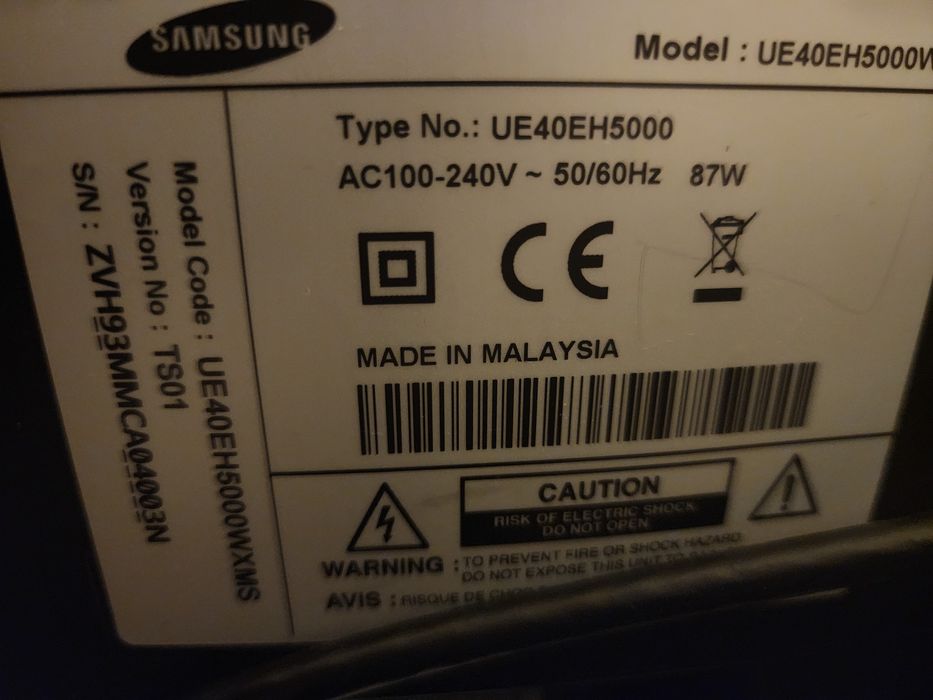 SAMSUNG
Model : UE40EH5000W
Type No.: UE40EH5000
AC100-240V ~ 50/60Hz 87W
CE
MADE IN MALAYSIA
Model Code : UE40EH5000WXMS
Version No : TS01
S/N : ZVH93MMCA04003N
CAUTION
RISK OF ELECTRIC SHOCK
DO NOT OPEN
WARNING : TO PREVENT FIRE OR SHOCK HAZARD.
DO NOT EXPOSE THIS UNIT TO
AVIS : RISQUE DE